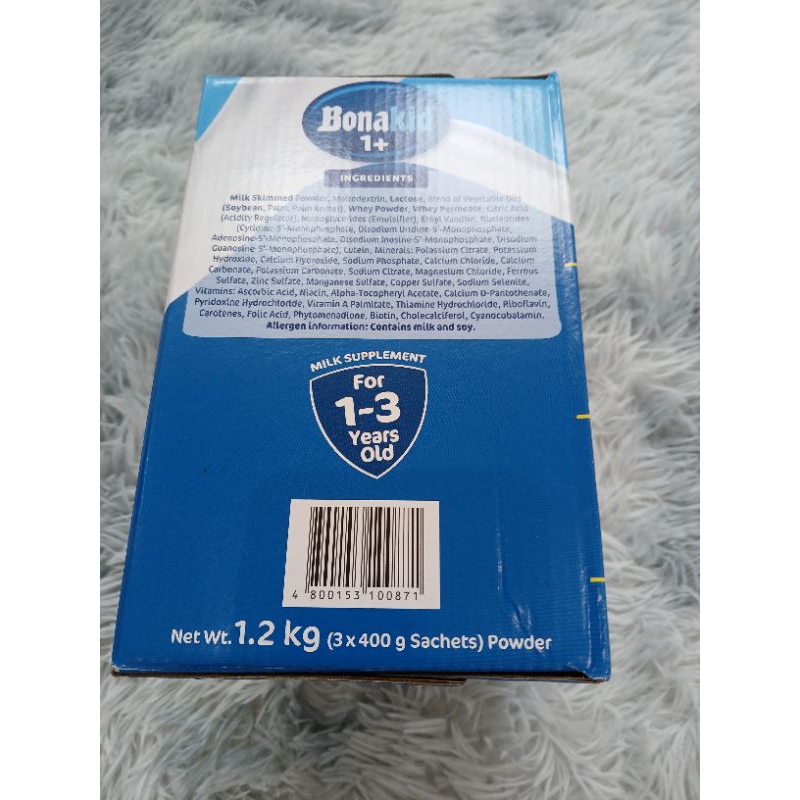 Bonakid
1+
INGREDIENTS
Milk Skimmed Powder, Maltodextrin, Lactose, Blend of Vegetable Oils
(Soybean, Palm, Palm Kernel), Whey Powder, Whey Permeate, Citric Acid
(Acidity Regulator), Monoglycerides (Emulsifier), Ethyl Vanillin, Nucleotides
(Cytidine-5'-Monophosphate, Disodium Uridine-5'-Monophosphate,
Adenosine-5'-Monophosphate, Disodium Inosine-5'-Monophosphate, Disodium
Guanosine-5'-Monophosphate), Lutein, Minerals: Potassium Citrate, Potassium
Hydroxide, Calcium Hydroxide, Sodium Phosphate, Calcium Chloride, Calcium
Carbonate, Potassium Carbonate, Sodium Citrate, Magnesium Chloride, Ferrous
Sulfate, Zinc Sulfate, Manganese Sulfate, Copper Sulfate, Sodium Selenite,
Vitamins: Ascorbic Acid, Niacin, Alpha-Tocopheryl Acetate, Calcium D-Pantothenate,
Pyridoxine Hydrochloride, Vitamin A Palmitate, Thiamine Hydrochloride, Riboflavin,
Carotenes, Folic Acid, Phytomenadione, Biotin, Cholecalciferol, Cyanocobalamin.
Allergen information: Contains milk and soy.
MILK SUPPLEMENT
For
1-3
Years
Old
4 800153 100871
Net Wt. 1.2 kg (3 x 400 g Sachets) Powder